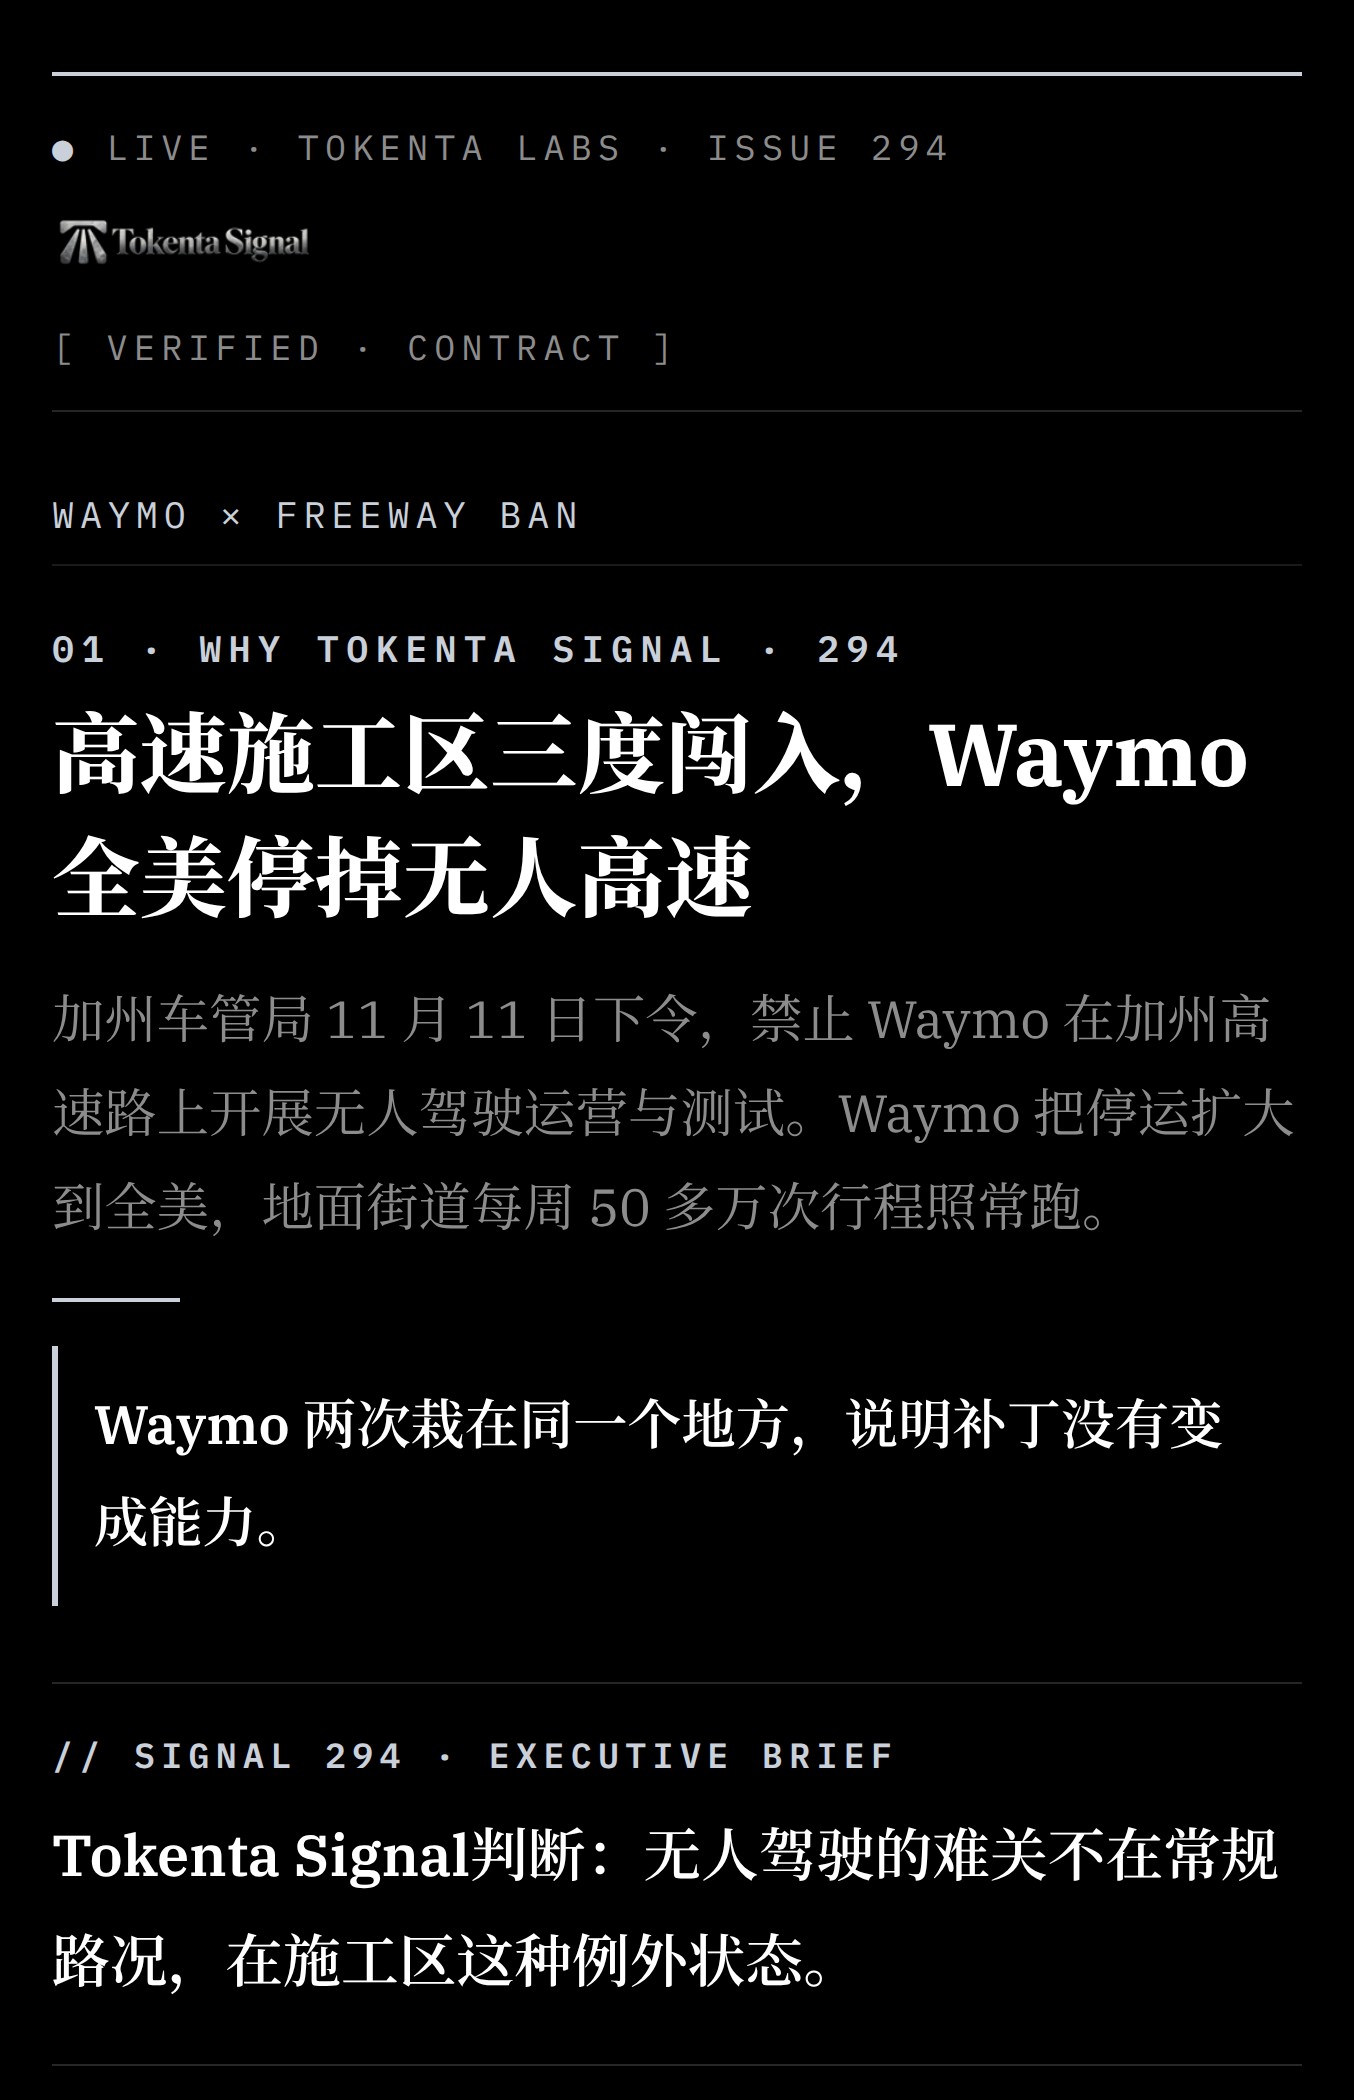 ● LIVE · TOKENTA LABS · ISSUE 294
Tokenta Signal
[ VERIFIED · CONTRACT ]
WAYMO × FREEWAY BAN
01 · WHY TOKENTA SIGNAL · 294
高速施工区三度闯入，Waymo
全美停掉无人高速
加州车管局 11 月 11 日下令，禁止 Waymo 在加州高
速路上开展无人驾驶运营与测试。Waymo 把停运扩大
到全美，地面街道每周 50 多万次行程照常跑。
Waymo 两次栽在同一个地方，说明补丁没有变
成能力。
// SIGNAL 294 · EXECUTIVE BRIEF
Tokenta Signal判断：无人驾驶的难关不在常规
路况，在施工区这种例外状态。